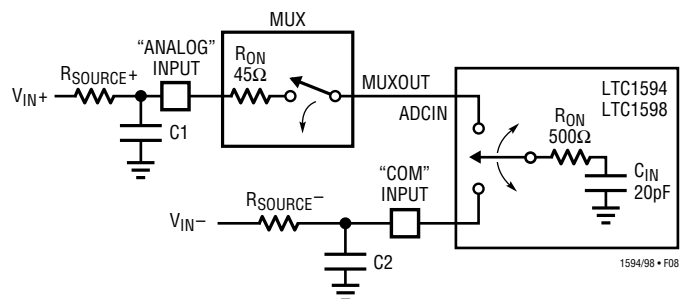 MUX
"ANALOG"
INPUT
RON
45Ω
MUXOUT
ADCIN
RSOURCE+
VIN+
C1
LTC1594
LTC1598
RON
500Ω
CIN
20pF
"COM"
INPUT
RSOURCE–
VIN–
C2
1594/98 • F08